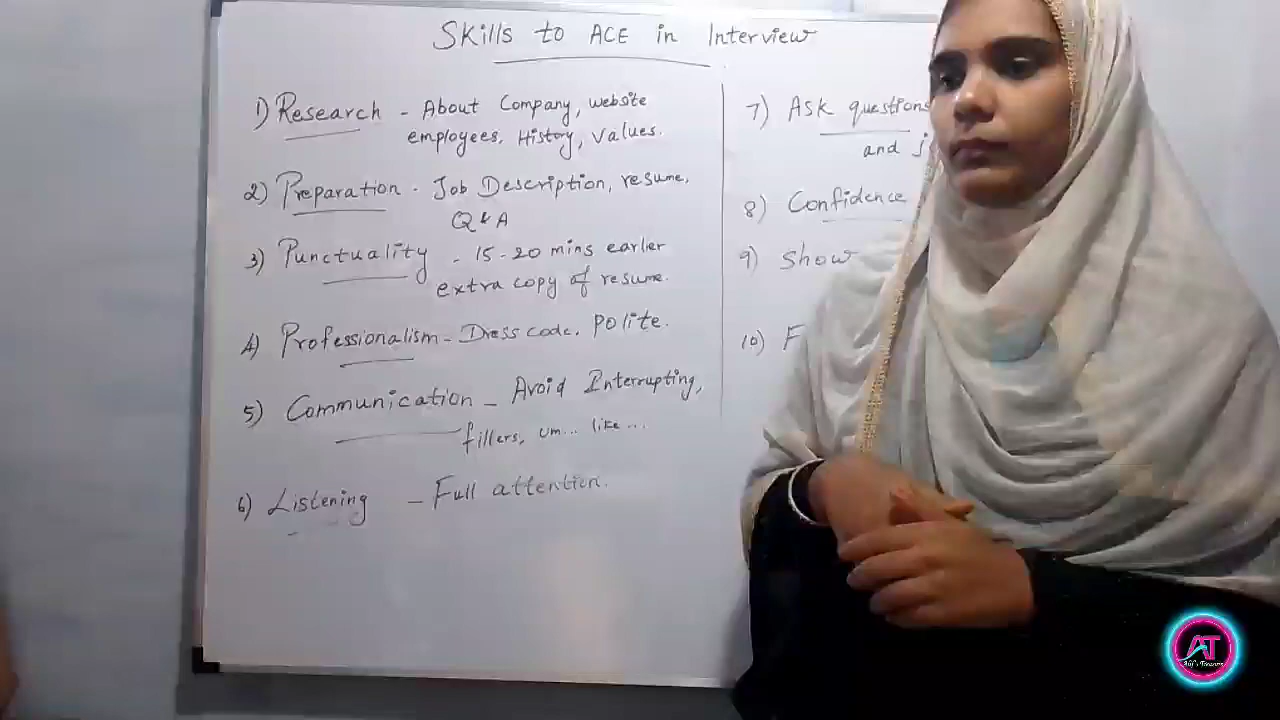 Skills to ACE in Interview
1) Research - About Company, website
employees, History, values.
2) Preparation - Job Description, resume,
Q & A
3) Punctuality - 15-20 mins earlier
extra copy of resume.
4) Professionalism - Dress code. Polite.
5) Communication - Avoid Interrupting,
fillers, um... like...
6) Listening - Full attention.
7) Ask questions
and j
8) Confidence
9) Show
10) F
AT